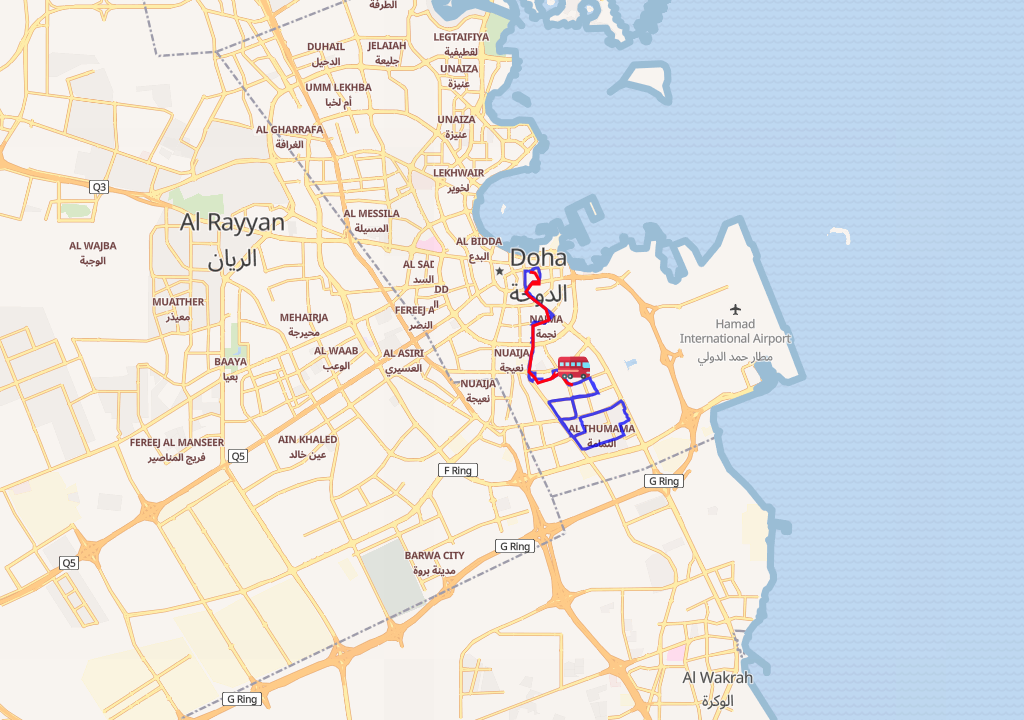 الطرفة
LEGTAIFIYA
لقطيفية
DUHAIL
الدحيل
JELAIAH
جليعة
UNAIZA
عنيزة
UMM LEKHBA
أم لخبا
UNAIZA
عنيزة
AL GHARRAFA
الغرافة
LEKHWAIR
لخوير
Q3
Al Rayyan
الريان
AL MESSILA
المسيلة
AL WAJBA
الوجبة
AL BIDDA
البدع
Doha
الدوحة
AL SAD
السد
DD
ال
MUAITHER
معيذر
FEREEJ A
النصر
MEHAIRJA
محيرجة
NAJMA
نجمة
Hamad
International Airport
مطار حمد الدولي
AL WAAB
الوعب
AL ASIRI
العسيري
NUAIJA
نعيجة
BAAYA
بعيا
NUAIJA
نعيجة
AL THUMAMA
الثمامة
FEREEJ AL MANSEER
فريج المناصير
AIN KHALED
عين خالد
Q5
F Ring
G Ring
G Ring
BARWA CITY
مدينة بروة
Q5
Al Wakrah
الوكرة
G Ring